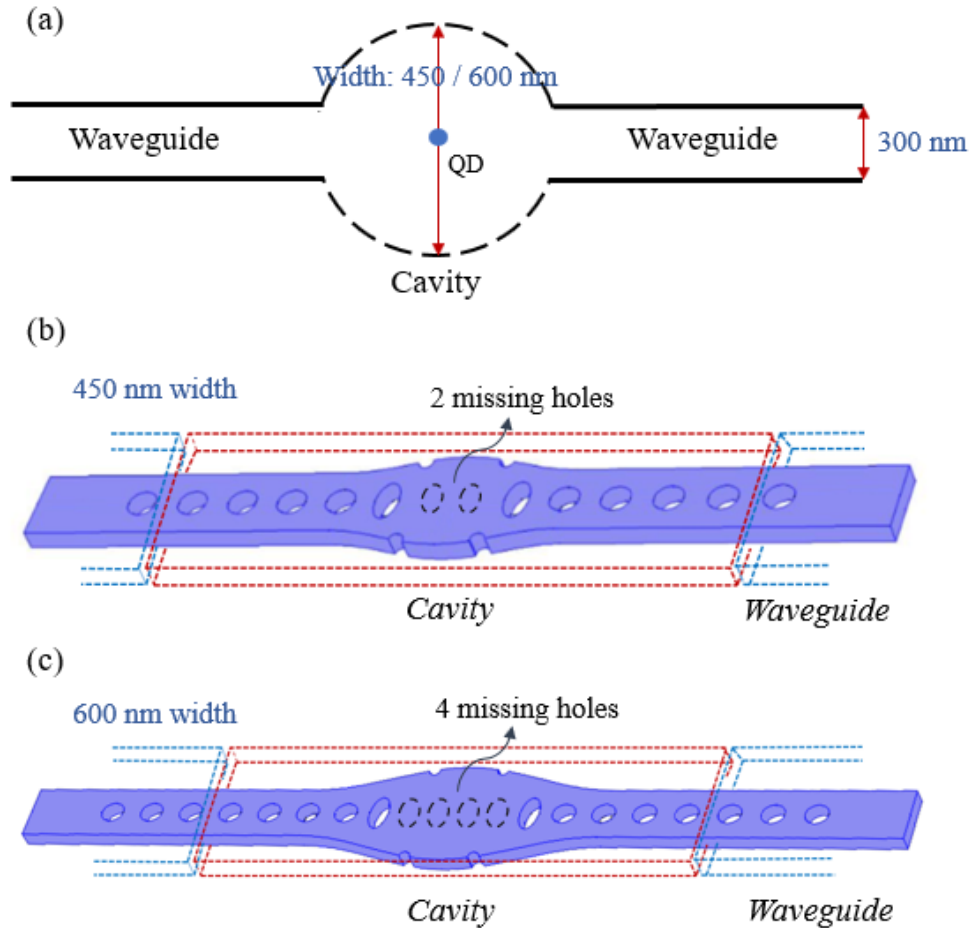 (a)
Width: 450 / 600 nm
Waveguide
Waveguide
300 nm
QD
Cavity
(b)
450 nm width
2 missing holes
Cavity
Waveguide
(c)
600 nm width
4 missing holes
Cavity
Waveguide